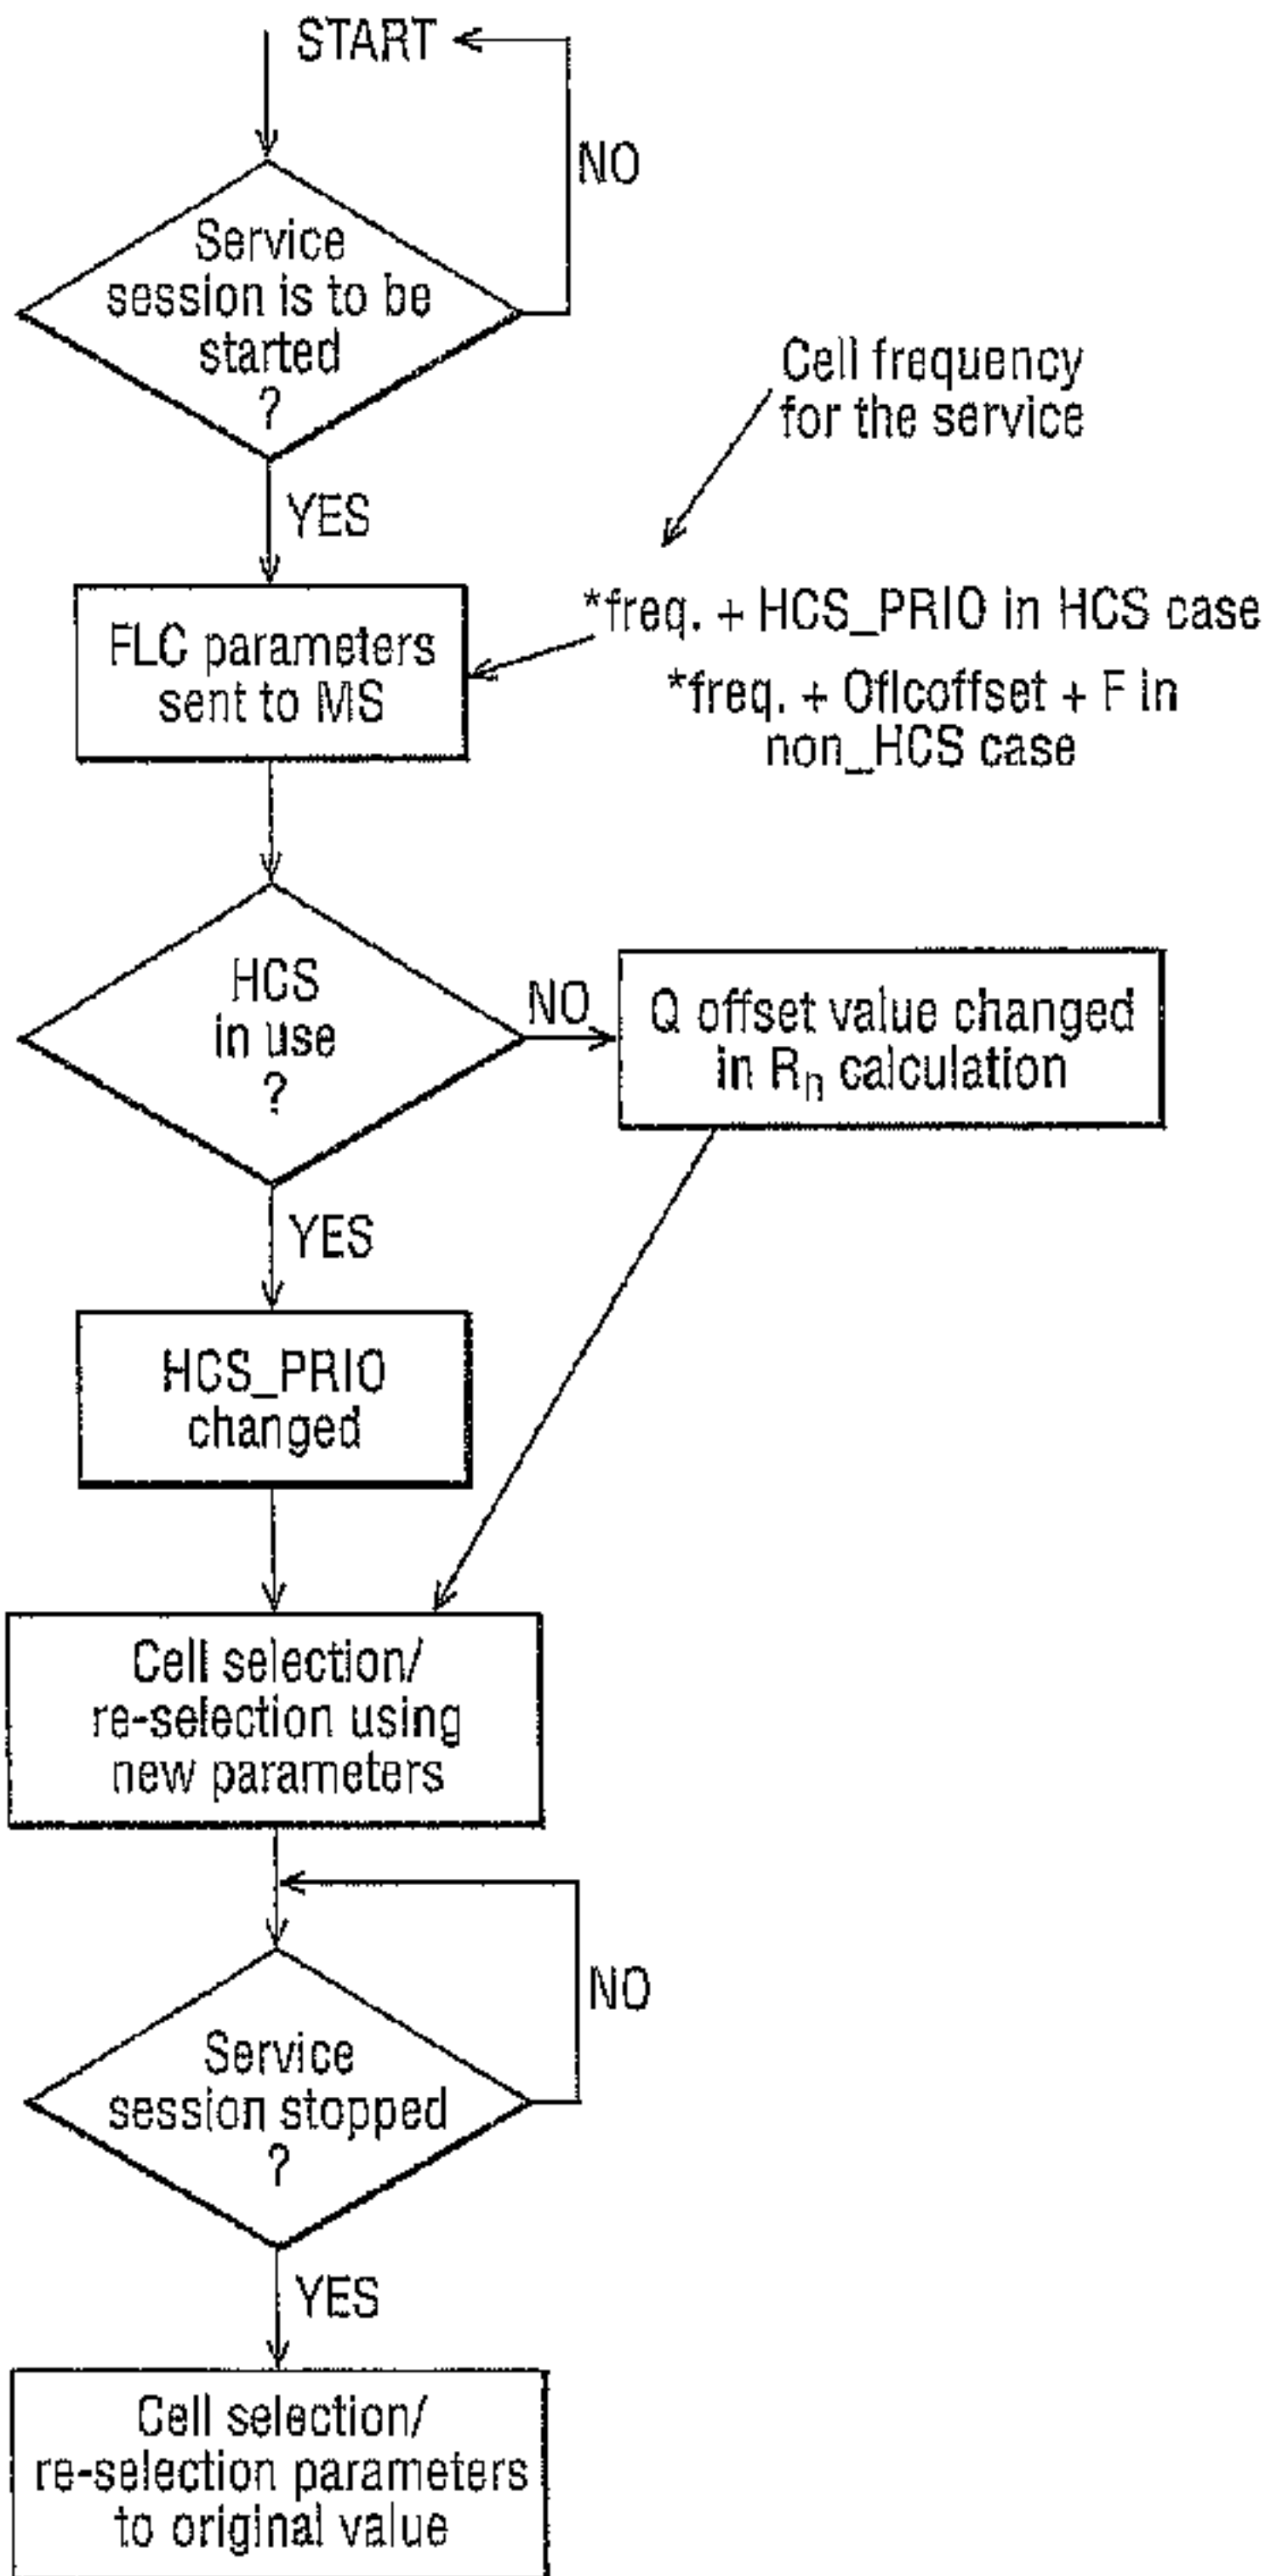 START
NO
Service
session is to be
started
?
YES
Cell frequency
for the service
FLC parameters
sent to MS
*freq. + HCS_PRIO in HCS case
*freq. + Oflcoffset + F in
non_HCS case
HCS
in use
?
NO
Q offset value changed
in Rn calculation
YES
HCS_PRIO
changed
Cell selection/
re-selection using
new parameters
NO
Service
session stopped
?
YES
Cell selection/
re-selection parameters
to original value